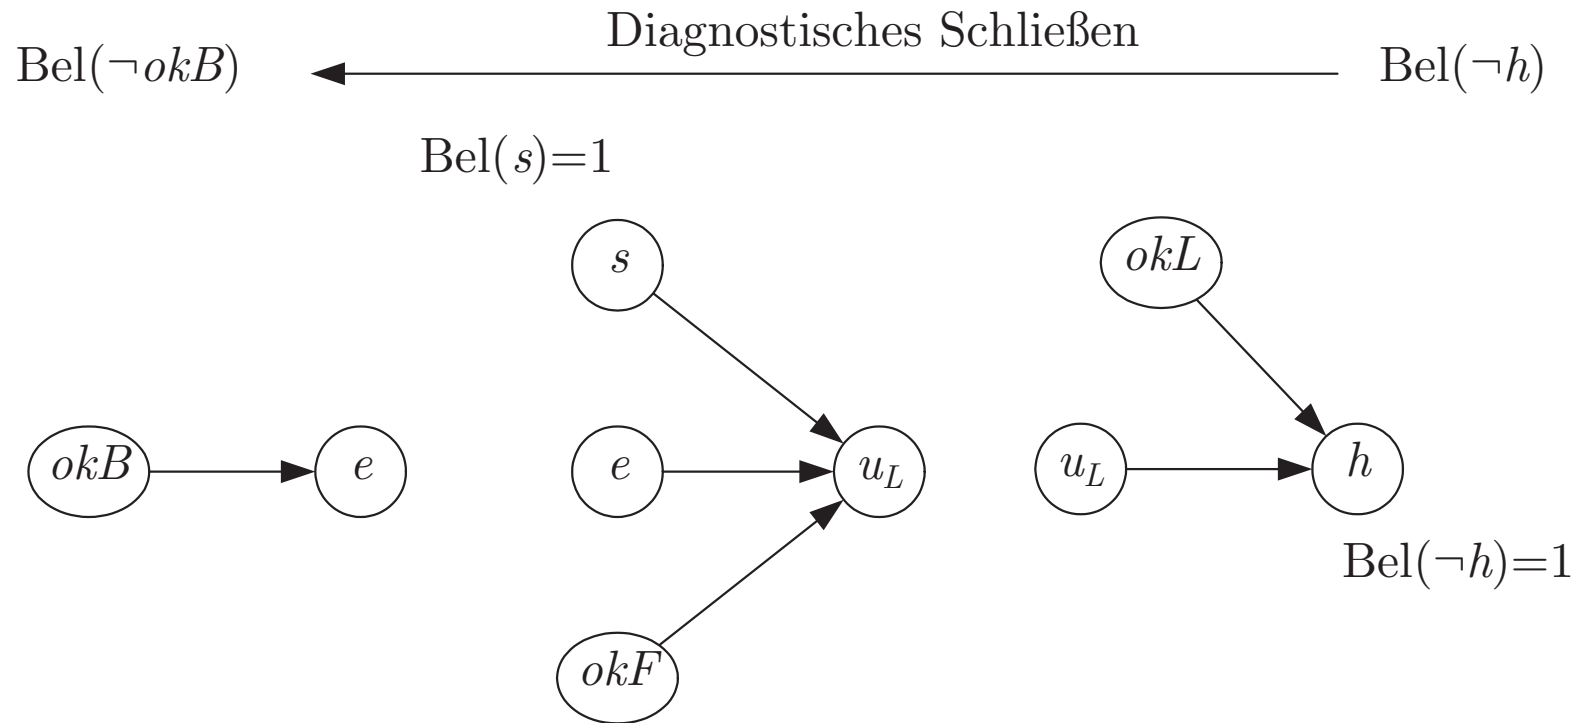 Diagnostisches Schließen
Bel(¬okB) Bel(¬h)
Bel(s)=1
s okL
okB e e u_L u_L h
Bel(¬h)=1
okF